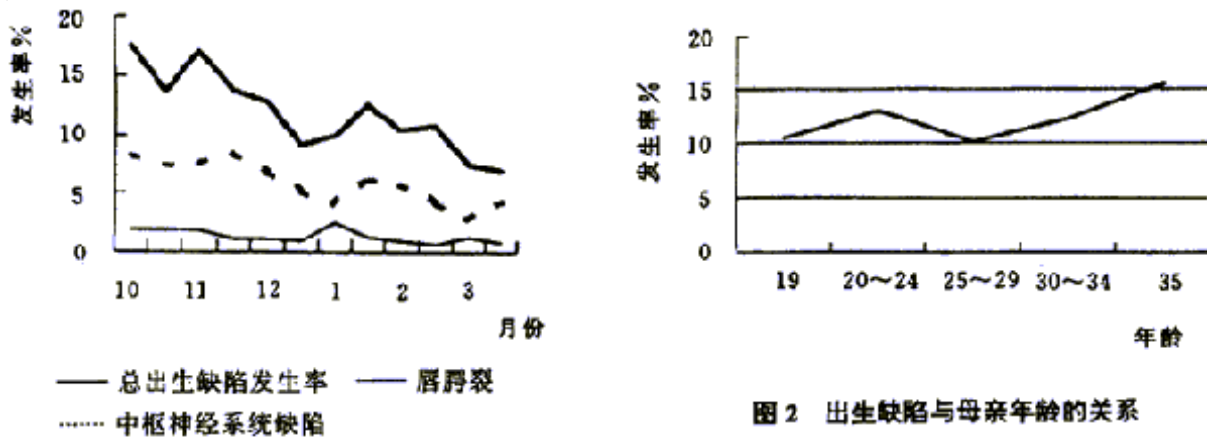 发生率%
20
15
10
5
0
10 11 12 1 2 3
月份
总出生缺陷发生率 唇腭裂
中枢神经系统缺陷
发生率%
20
15
10
5
0
19 20～24 25～29 30～34 35
年龄
图2 出生缺陷与母亲年龄的关系